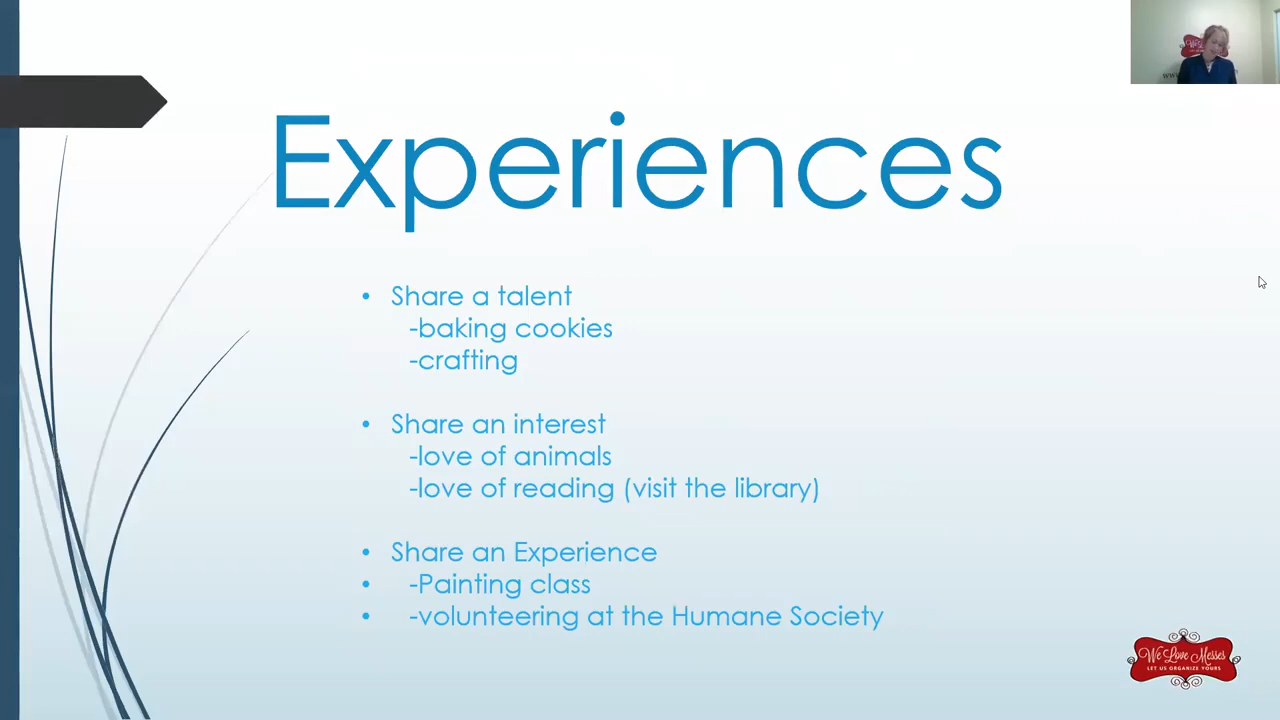 Experiences
• Share a talent
-baking cookies
-crafting
• Share an interest
-love of animals
-love of reading (visit the library)
• Share an Experience
• -Painting class
• -volunteering at the Humane Society
We Love Messes
LET US ORGANIZE YOURS